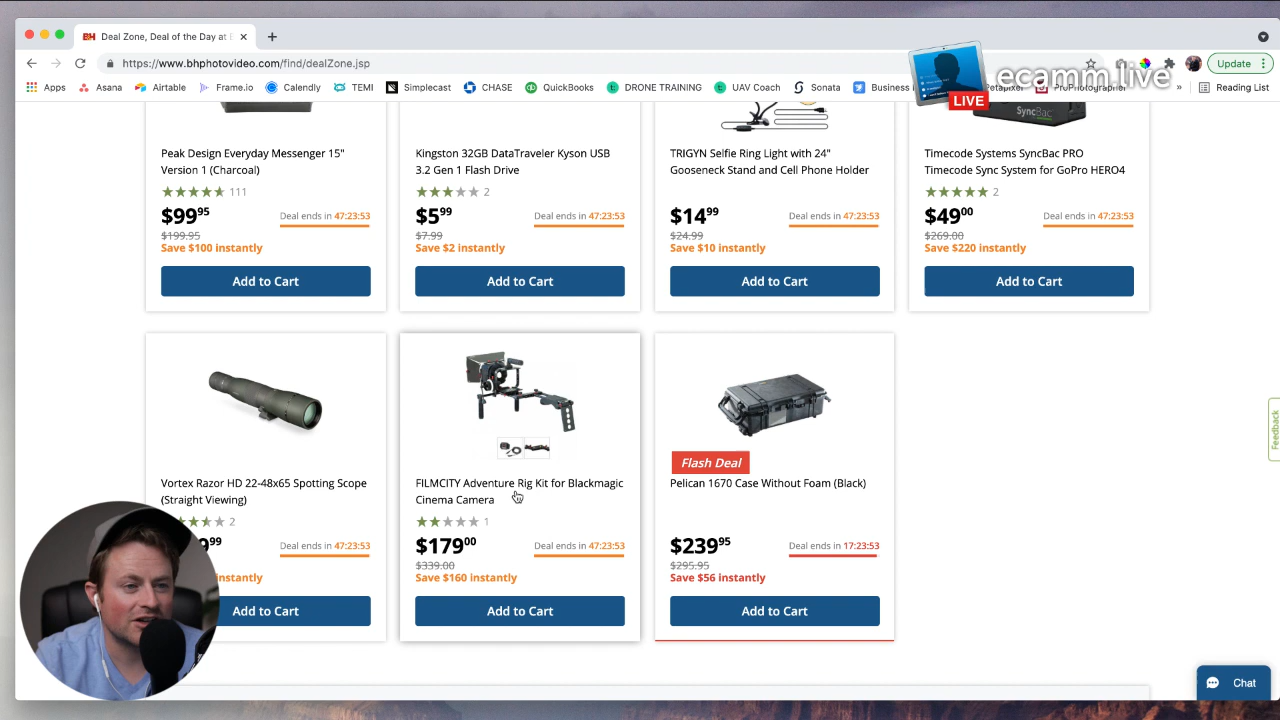 Deal Zone, Deal of the Day at
https://www.bhphotovideo.com/find/dealZone.jsp
Update
ecamm.live
LIVE
Apps Asana Airtable Frame.io Calendly TEMI Simplecast CHASE QuickBooks DRONE TRAINING UAV Coach Sonata Business » Reading List
SyncBac
Peak Design Everyday Messenger 15"
Version 1 (Charcoal)
111
$99.95
Deal ends in 47:23:53
$199.95
Save $100 instantly
Add to Cart
Kingston 32GB DataTraveler Kyson USB
3.2 Gen 1 Flash Drive
2
$5.99
Deal ends in 47:23:53
$7.99
Save $2 instantly
Add to Cart
TRIGYN Selfie Ring Light with 24"
Gooseneck Stand and Cell Phone Holder
$14.99
Deal ends in 47:23:53
$24.99
Save $10 instantly
Add to Cart
Timecode Systems SyncBac PRO
Timecode Sync System for GoPro HERO4
2
$49.00
Deal ends in 47:23:53
$269.00
Save $220 instantly
Add to Cart
Vortex Razor HD 22-48x65 Spotting Scope
(Straight Viewing)
2
Deal ends in 47:23:53
instantly
Add to Cart
FILMCITY Adventure Rig Kit for Blackmagic
Cinema Camera
1
$179.00
Deal ends in 47:23:53
$339.00
Save $160 instantly
Add to Cart
Flash Deal
Pelican 1670 Case Without Foam (Black)
$239.95
Deal ends in 17:23:53
$295.95
Save $56 instantly
Add to Cart
Feedback
Chat